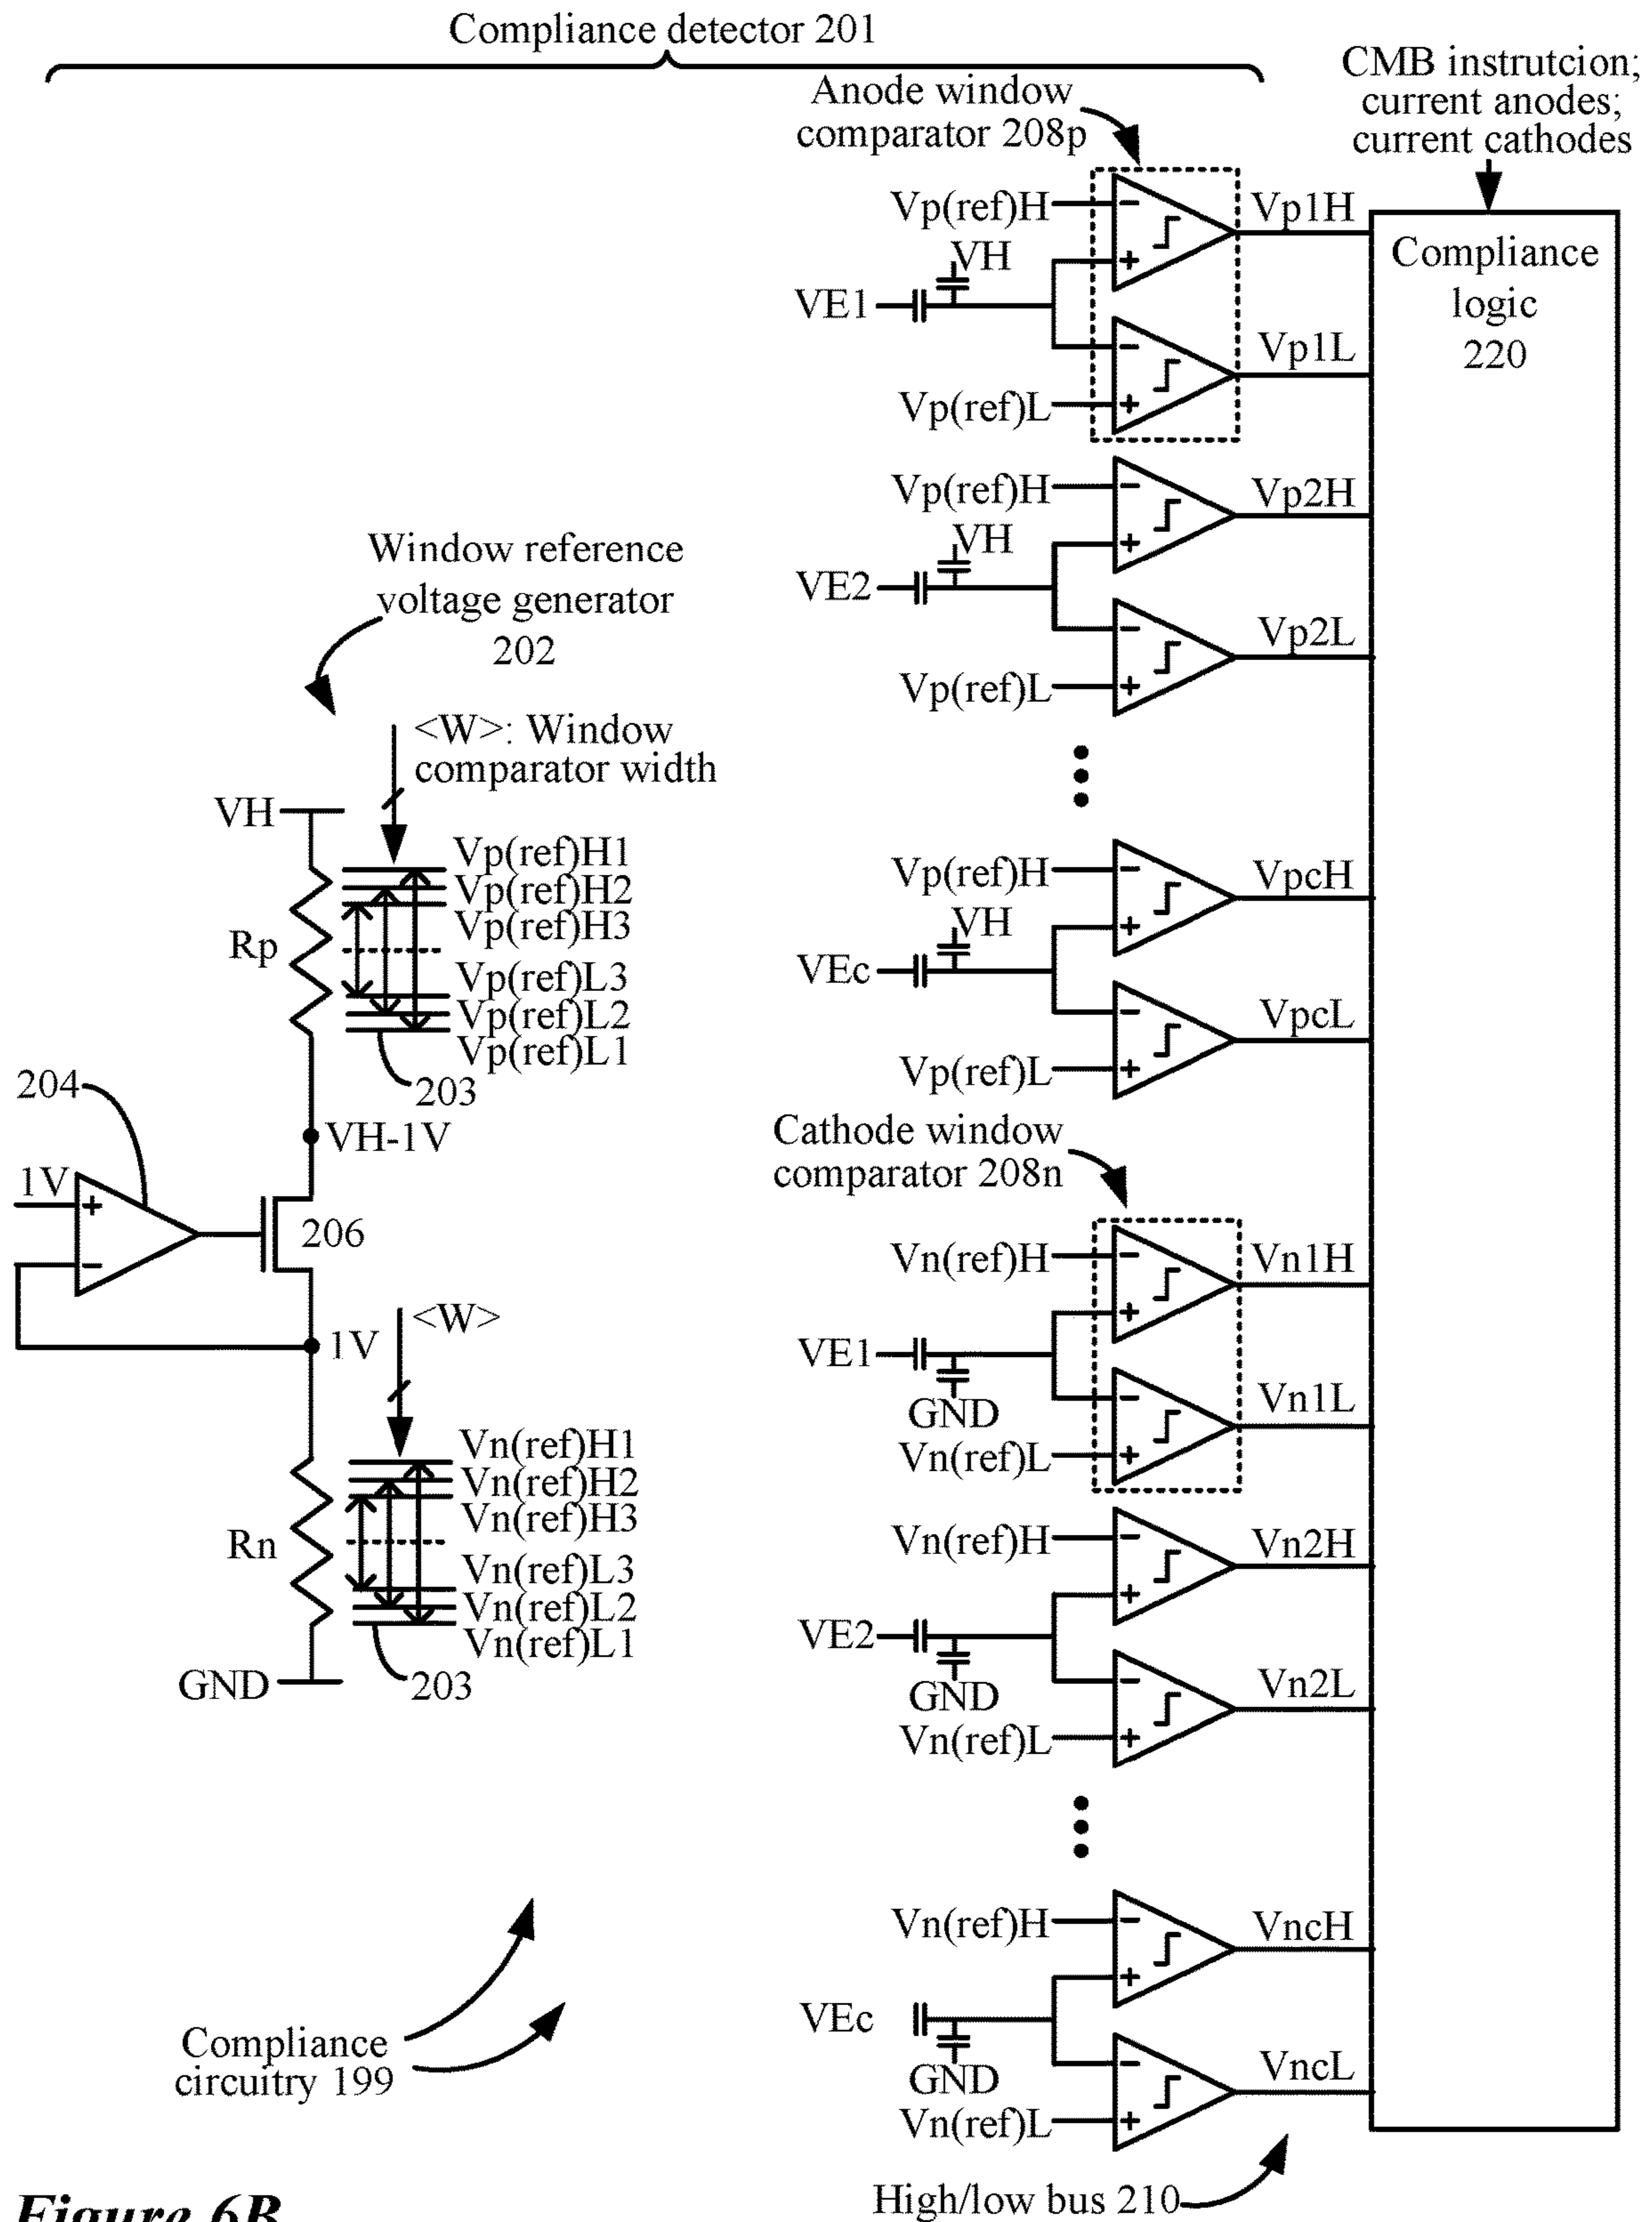 Compliance detector 201
CMB instrutcion;
current anodes;
current cathodes
Anode window
comparator 208p
Vp(ref)H
VH
VE1
Vp(ref)L
Vp1H
Vp1L
Compliance
logic
220
Vp(ref)H
VH
VE2
Vp(ref)L
Vp2H
Vp2L
Window reference
voltage generator
202
<W>: Window
comparator width
VH
Rp
Vp(ref)H1
Vp(ref)H2
Vp(ref)H3
Vp(ref)L3
Vp(ref)L2
Vp(ref)L1
203
Vp(ref)H
VH
VEc
Vp(ref)L
VpcH
VpcL
204
VH-1V
1V
206
1V
<W>
Cathode window
comparator 208n
Vn(ref)H
VE1
GND
Vn(ref)L
Vn1H
Vn1L
Rn
Vn(ref)H1
Vn(ref)H2
Vn(ref)H3
Vn(ref)L3
Vn(ref)L2
Vn(ref)L1
203
GND
Vn(ref)H
VE2
GND
Vn(ref)L
Vn2H
Vn2L
Vn(ref)H
VEc
GND
Vn(ref)L
VncH
VncL
Compliance
circuitry 199
High/low bus 210
Figure 6B